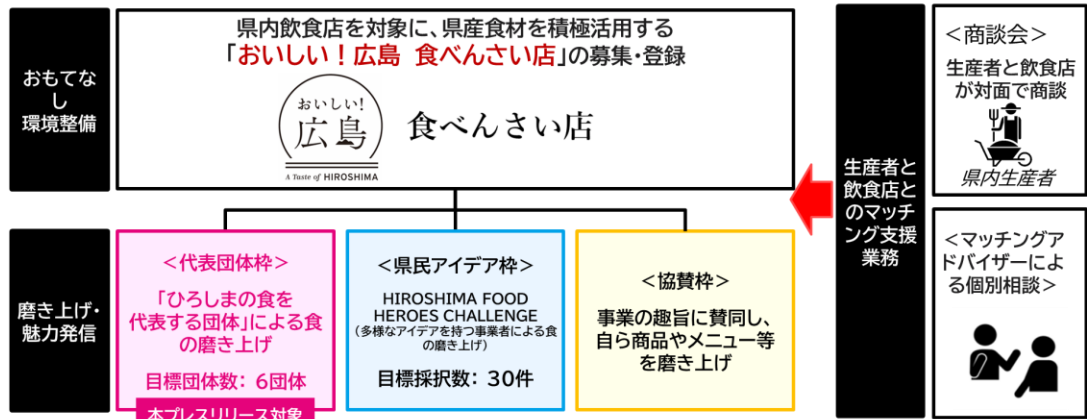 おもてな
し
環境整備
県内飲食店を対象に、県産食材を積極活用する
「おいしい！広島 食べんさい店」の募集・登録
おいしい!
広島
A Taste of HIROSHIMA
食べんさい店
磨き上げ・
魅力発信
＜代表団体枠＞
「ひろしまの食を
代表する団体」による食
の磨き上げ
目標団体数： 6団体
本プレスリリース対象
＜県民アイデア枠＞
HIROSHIMA FOOD
HEROES CHALLENGE
（多様なアイデアを持つ事業者による食
の磨き上げ）
目標採択数： 30件
＜協賛枠＞
事業の趣旨に賛同し、
自ら商品やメニュー等
を磨き上げ
生産者と
飲食店と
のマッチ
ング支援
業務
＜商談会＞
生産者と飲食店
が対面で商談
県内生産者
＜マッチングア
ドバイザーによ
る個別相談＞